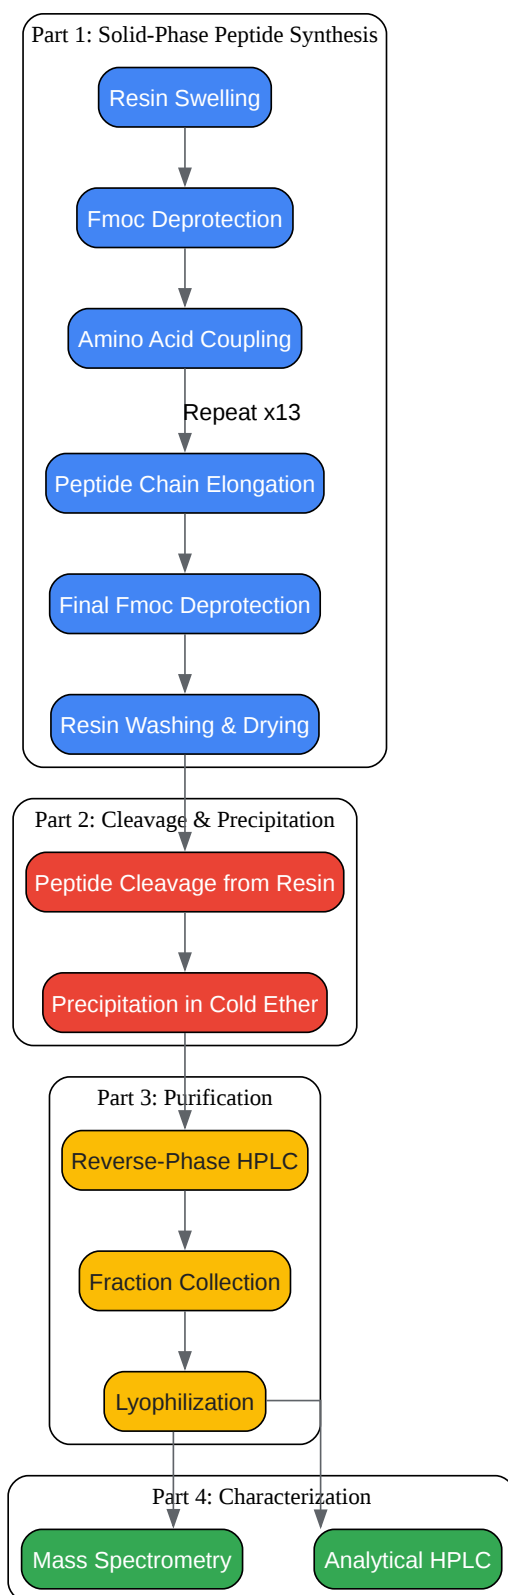 Part 1: Solid-Phase Peptide Synthesis
Resin Swelling
Fmoc Deprotection
Amino Acid Coupling
Repeat x13
Peptide Chain Elongation
Final Fmoc Deprotection
Resin Washing & Drying
Part 2: Cleavage & Precipitation
Peptide Cleavage from Resin
Precipitation in Cold Ether
Part 3: Purification
Reverse-Phase HPLC
Fraction Collection
Lyophilization
Part 4: Characterization
Mass Spectrometry
Analytical HPLC